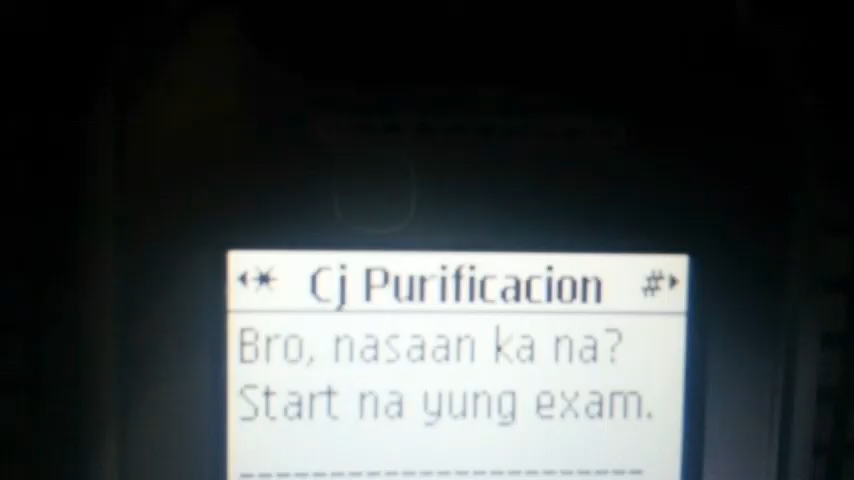 Cj Purificacion #
Bro, nasaan ka na?
Start na yung exam.